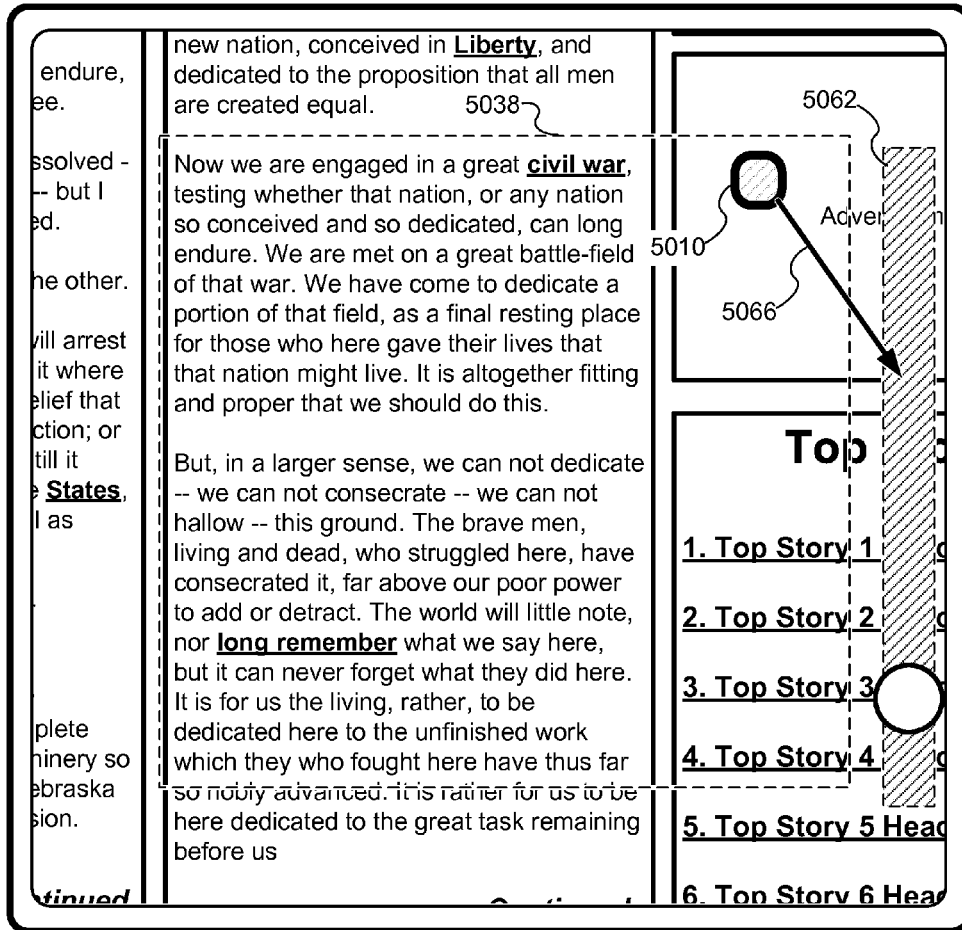 endure,
ee.
ssolved -
-- but I
ed.
he other.
will arrest
it where
elief that
ction; or
till it
e States,
l as
plete
hinery so
ebraska
sion.
tinued
new nation, conceived in Liberty, and
dedicated to the proposition that all men
are created equal.
5038
Now we are engaged in a great civil war,
testing whether that nation, or any nation
so conceived and so dedicated, can long
endure. We are met on a great battle-field
of that war. We have come to dedicate a
portion of that field, as a final resting place
for those who here gave their lives that
that nation might live. It is altogether fitting
and proper that we should do this.
But, in a larger sense, we can not dedicate
-- we can not consecrate -- we can not
hallow -- this ground. The brave men,
living and dead, who struggled here, have
consecrated it, far above our poor power
to add or detract. The world will little note,
nor long remember what we say here,
but it can never forget what they did here.
It is for us the living, rather, to be
dedicated here to the unfinished work
which they who fought here have thus far
so nobly advanced. It is rather for us to be
here dedicated to the great task remaining
before us
5062
5010
5066
Top
1. Top Story 1
2. Top Story 2
3. Top Story 3
4. Top Story 4
5. Top Story 5 Head
6. Top Story 6 Head